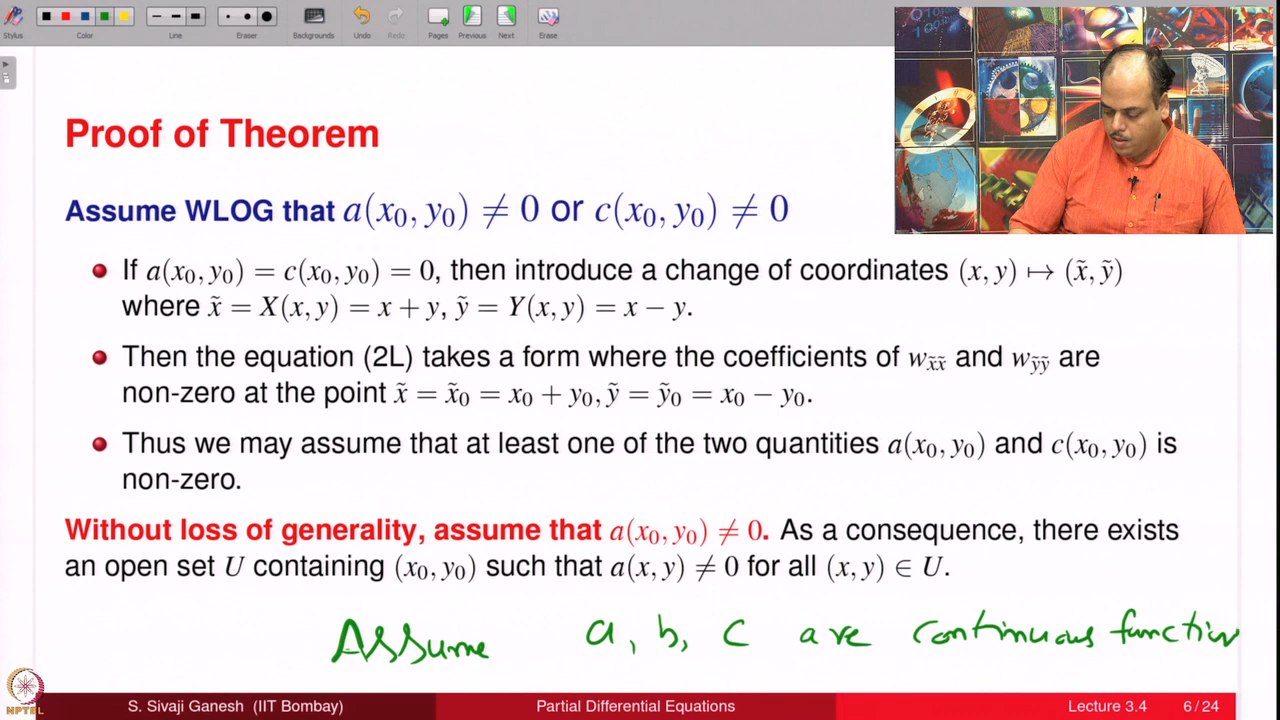 Stylus Color Line Eraser Backgrounds Undo Redo Pages Previous Next Erase
Proof of Theorem
Assume WLOG that a(x₀, y₀) ≠ 0 or c(x₀, y₀) ≠ 0
If a(x₀, y₀) = c(x₀, y₀) = 0, then introduce a change of coordinates (x, y) ↦ (x̃, ỹ)
where x̃ = X(x, y) = x + y, ỹ = Y(x, y) = x − y.
Then the equation (2L) takes a form where the coefficients of w_x̃x̃ and w_ỹỹ are
non-zero at the point x̃ = x̃₀ = x₀ + y₀, ỹ = ỹ₀ = x₀ − y₀.
Thus we may assume that at least one of the two quantities a(x₀, y₀) and c(x₀, y₀) is
non-zero.
Without loss of generality, assume that a(x₀, y₀) ≠ 0. As a consequence, there exists
an open set U containing (x₀, y₀) such that a(x, y) ≠ 0 for all (x, y) ∈ U.
Assume a, b, c are continuous function
NPTEL
S. Sivaji Ganesh (IIT Bombay) Partial Differential Equations Lecture 3.4 6 / 24